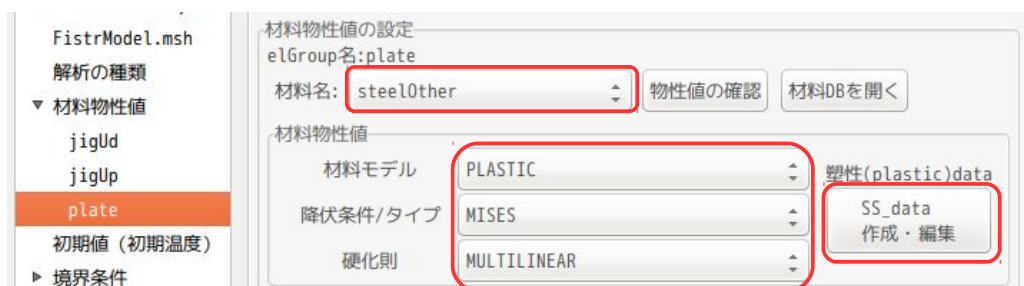 FistrModel.msh
解析の種類
▼ 材料物性値
jigUd
jigUp
plate
初期値（初期温度）
▶ 境界条件
材料物性値の設定
elGroup名:plate
材料名: steelOther 物性値の確認 材料DBを開く
材料物性値
材料モデル PLASTIC
降伏条件/タイプ MISES
硬化則 MULTILINEAR
塑性(plastic)data
SS_data
作成・編集